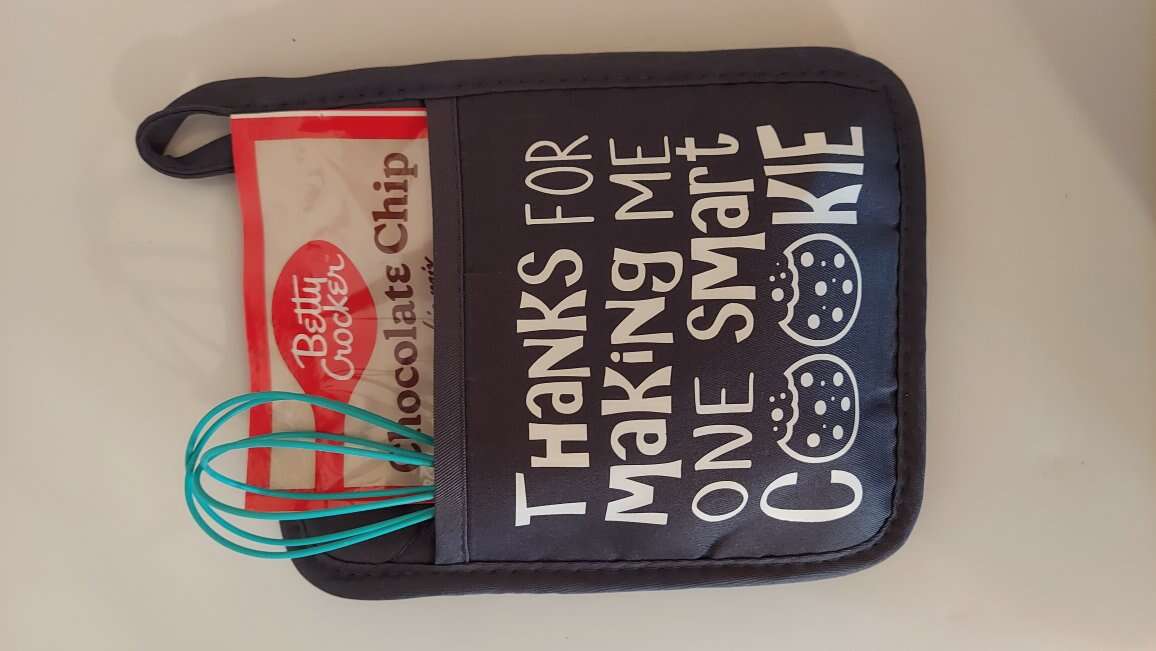 Betty
Crocker
Chocolate Chip
THANKS FOR
MAKING ME
ONE SMART
COOKIE